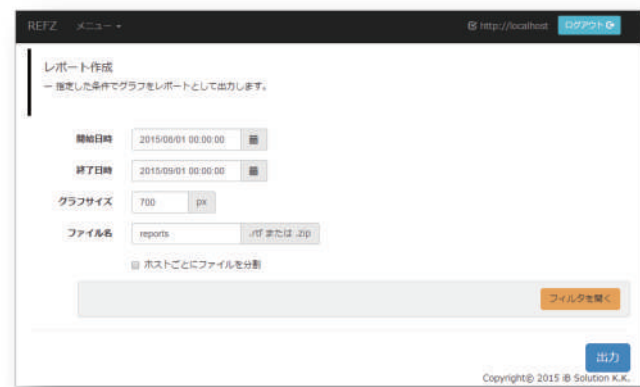 REFZ メニュー http://localhost ログアウト
レポート作成
ー 指定した条件でグラフをレポートとして出力します。
開始日時 2015/08/01 00:00:00
終了日時 2015/09/01 00:00:00
グラフサイズ 700 px
ファイル名 reports .rtf または .zip
ホストごとにファイルを分割
フィルタを開く
出力
Copyright© 2015 iB Solution K.K.